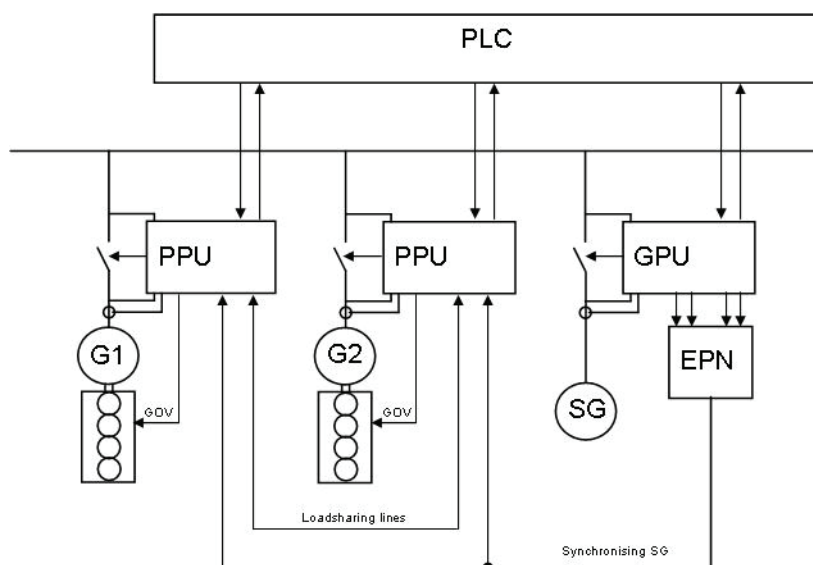 PLC
PPU
PPU
GPU
G1
G2
EPN
SG
GOV
GOV
Loadsharing lines
Synchronising SG